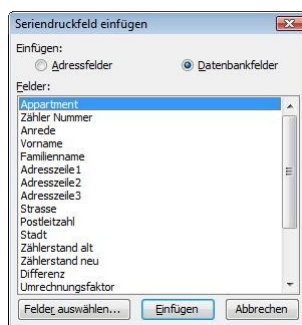 Seriendruckfeld einfügen
Einfügen:
Adressfelder Datenbankfelder
Felder:
Appartment
Zähler Nummer
Anrede
Vorname
Familienname
Adresszeile1
Adresszeile2
Adresszeile3
Strasse
Postleitzahl
Stadt
Zählerstand alt
Zählerstand neu
Differenz
Umrechnungsfaktor
Felder auswählen... Einfügen Abbrechen